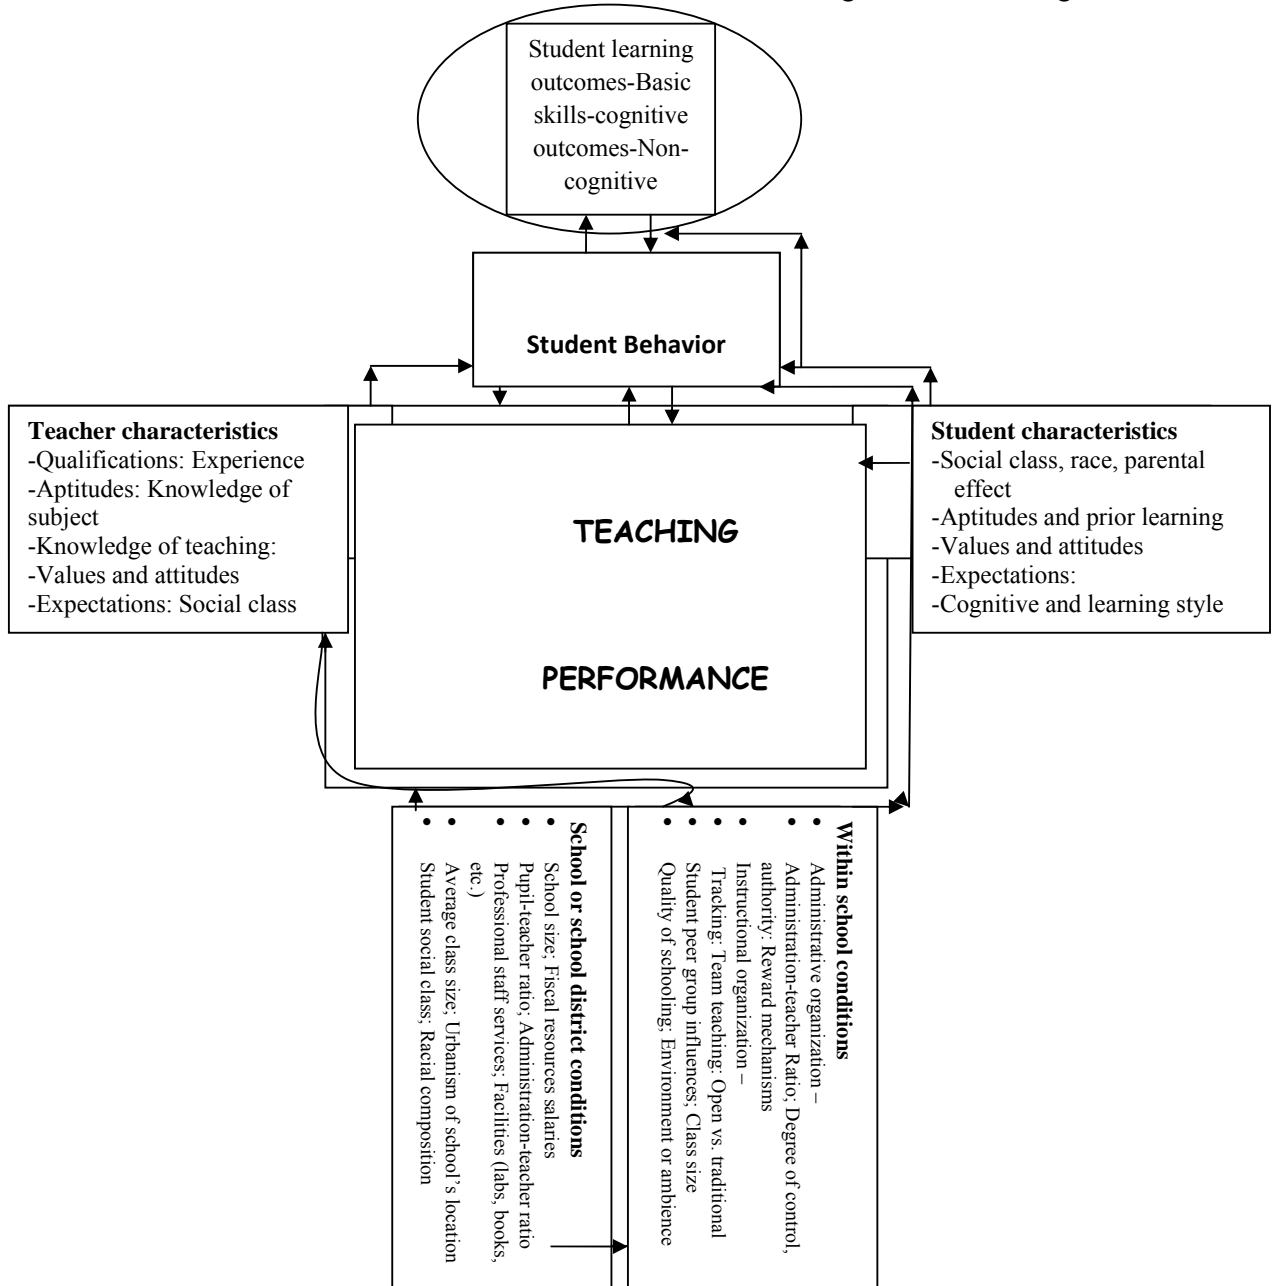 Student learning
outcomes-Basic
skills-cognitive
outcomes-Non-
cognitive
Student Behavior
Teacher characteristics
-Qualifications: Experience
-Aptitudes: Knowledge of
subject
-Knowledge of teaching:
-Values and attitudes
-Expectations: Social class
TEACHING
PERFORMANCE
Student characteristics
-Social class, race, parental
effect
-Aptitudes and prior learning
-Values and attitudes
-Expectations:
-Cognitive and learning style
School or school district conditions
• School size; Fiscal resources salaries
• Pupil-teacher ratio; Administration-teacher ratio
• Professional staff services; Facilities (labs, books,
etc.)
• Average class size; Urbanism of school's location
• Student social class; Racial composition
Within school conditions
• Administrative organization –
• Administration-teacher Ratio; Degree of control,
authority: Reward mechanisms
• Instructional organization –
• Tracking: Team teaching: Open vs. traditional
• Student peer group influences; Class size
• Quality of schooling; Environment or ambience